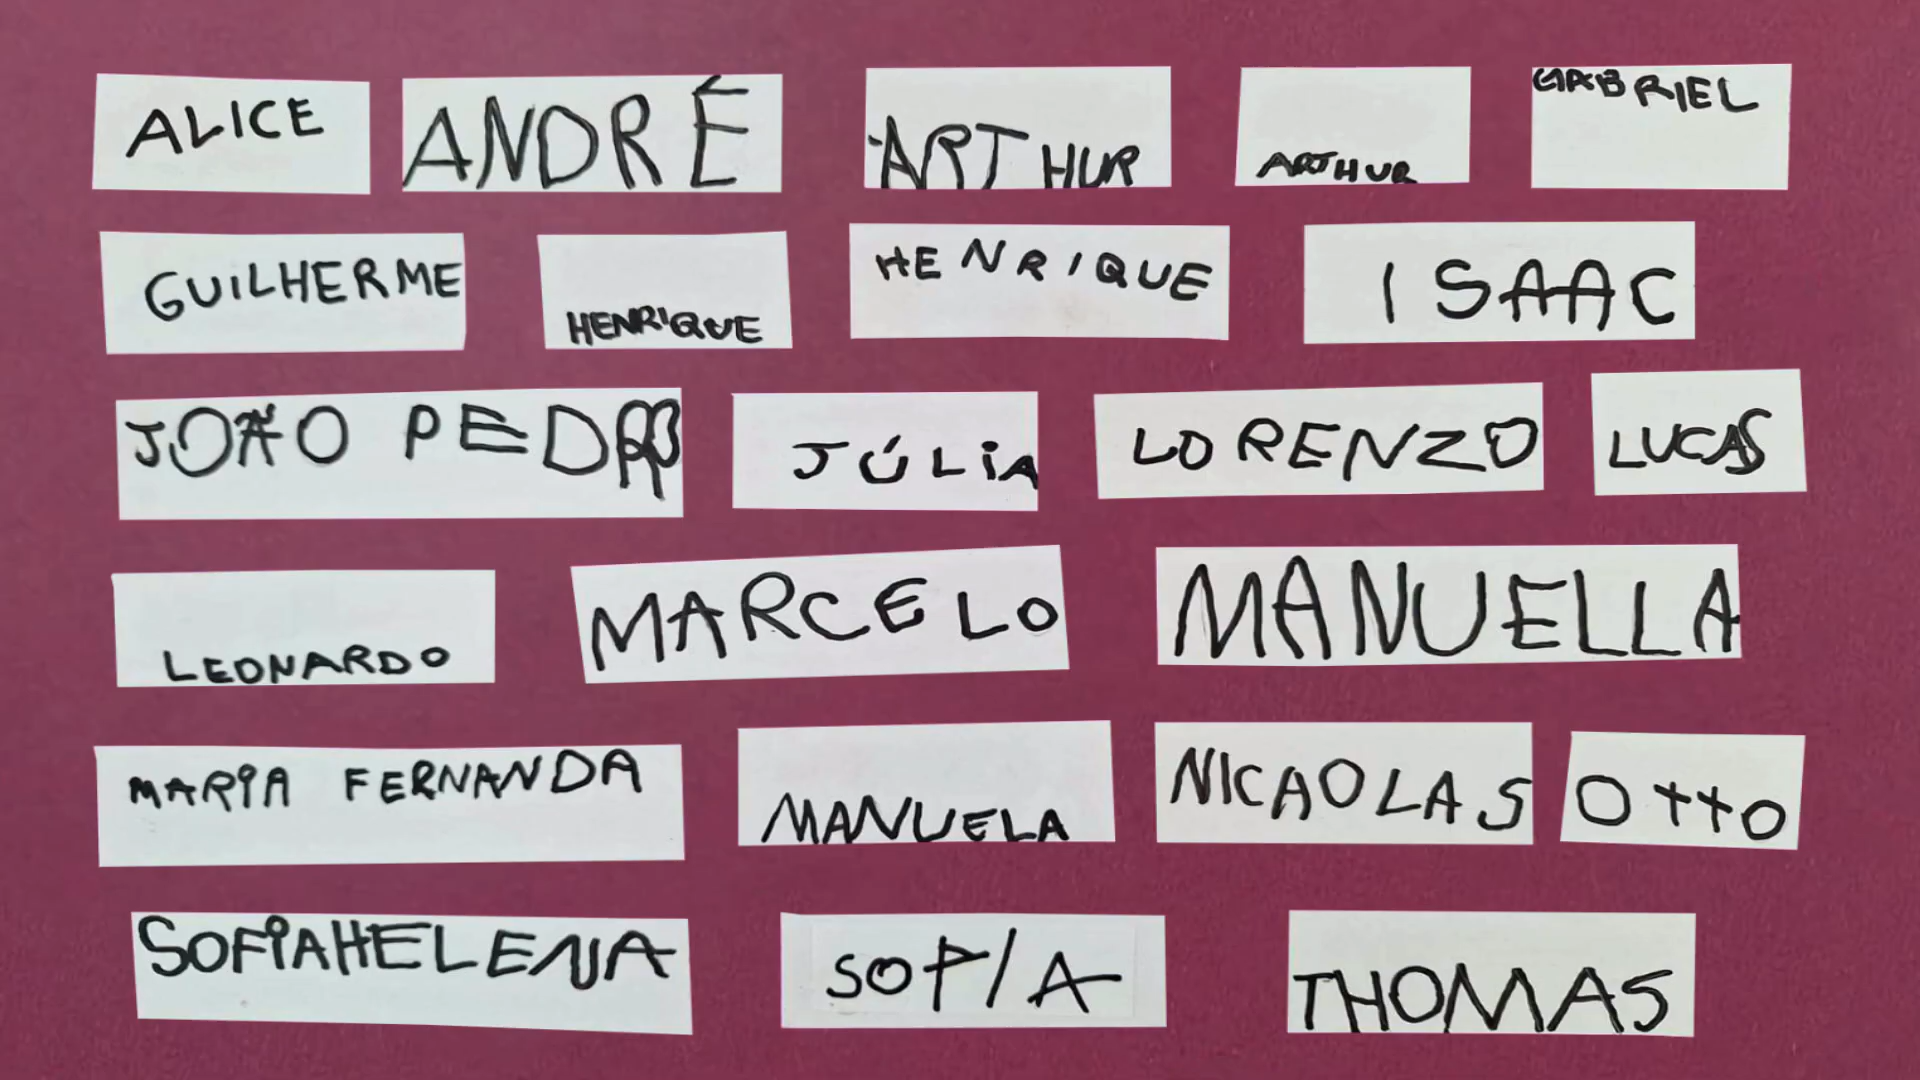 ALICE ANDRÉ ARTHUR ARTHUR GABRIEL
GUILHERME HENRIQUE HENRIQUE ISAAC
JOÃO PEDRO JÚLIA LORENZO LUCAS
LEONARDO MARCELO MANUELLA
MARIA FERNANDA MANUELA NICAOLAS OTTO
SOFIAHELENA SOFIA THOMAS